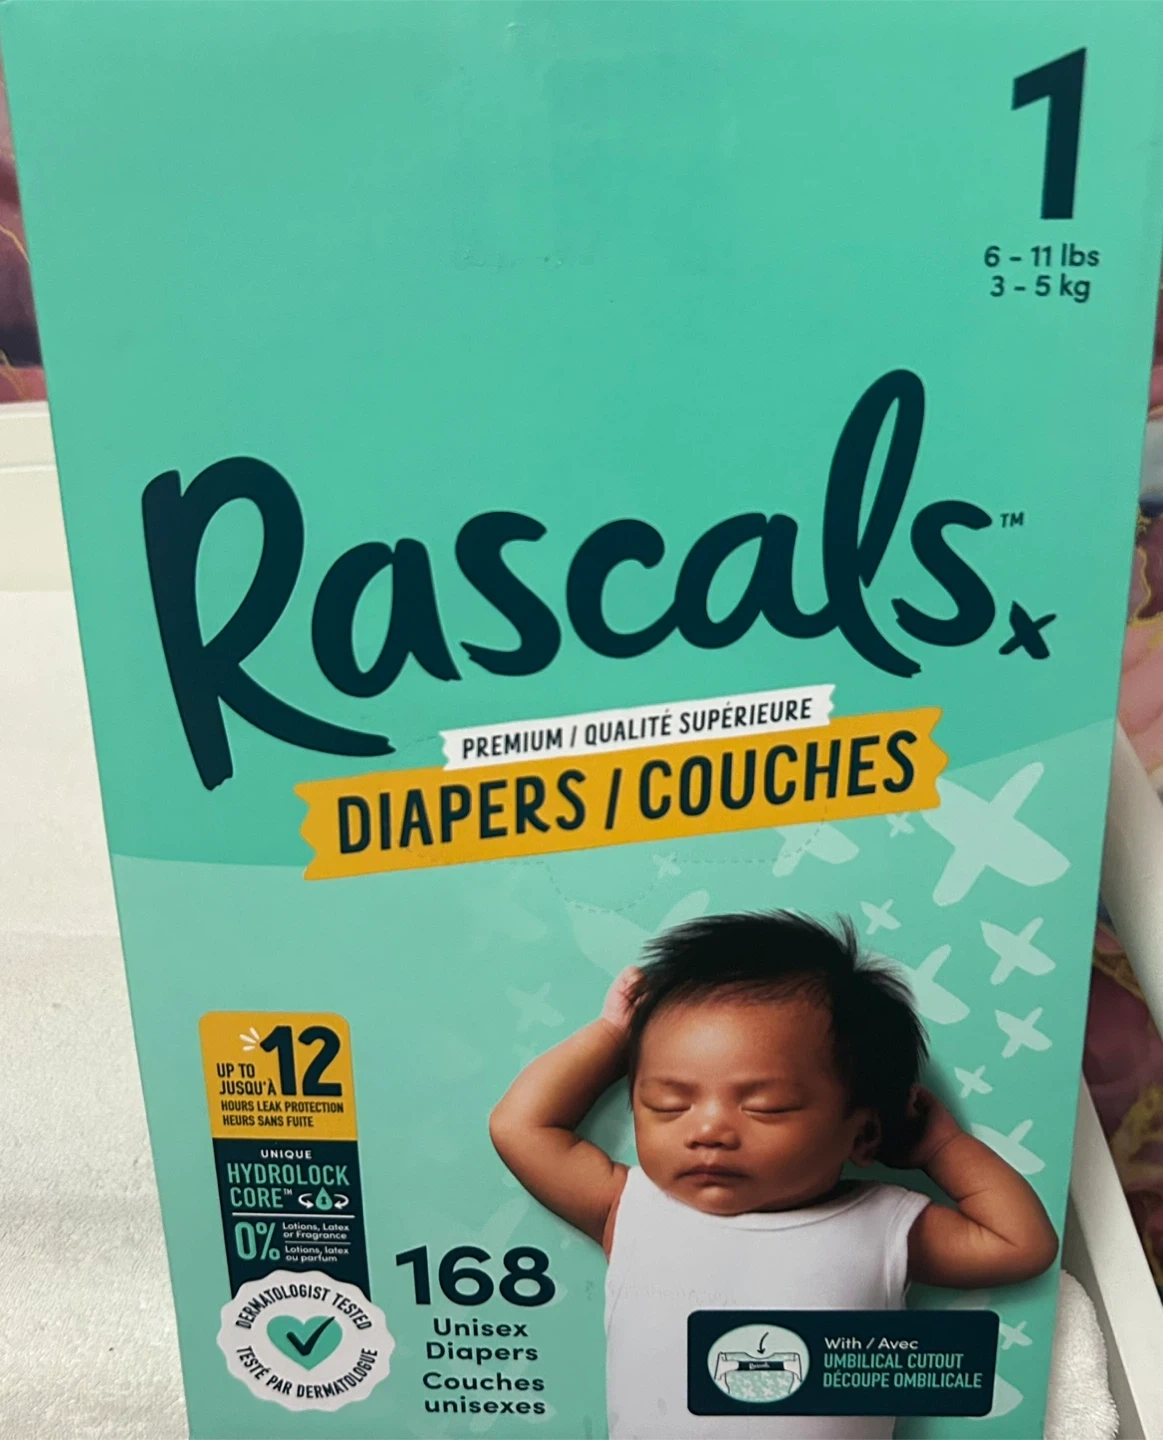 1
6 - 11 lbs
3 - 5 kg
Rascals™
x
PREMIUM / QUALITÉ SUPÉRIEURE
DIAPERS / COUCHES
UP TO
JUSQU'À
12
HOURS LEAK PROTECTION
HEURS SANS FUITE
UNIQUE
HYDROLOCK
CORE™
0%
Lotions, Latex
or Fragrance
Lotions, latex
ou parfum
DERMATOLOGIST TESTED
TESTÉ PAR DERMATOLOGUE
168
Unisex
Diapers
Couches
unisexes
Rascals
With / Avec
UMBILICAL CUTOUT
DÉCOUPE OMBILICALE